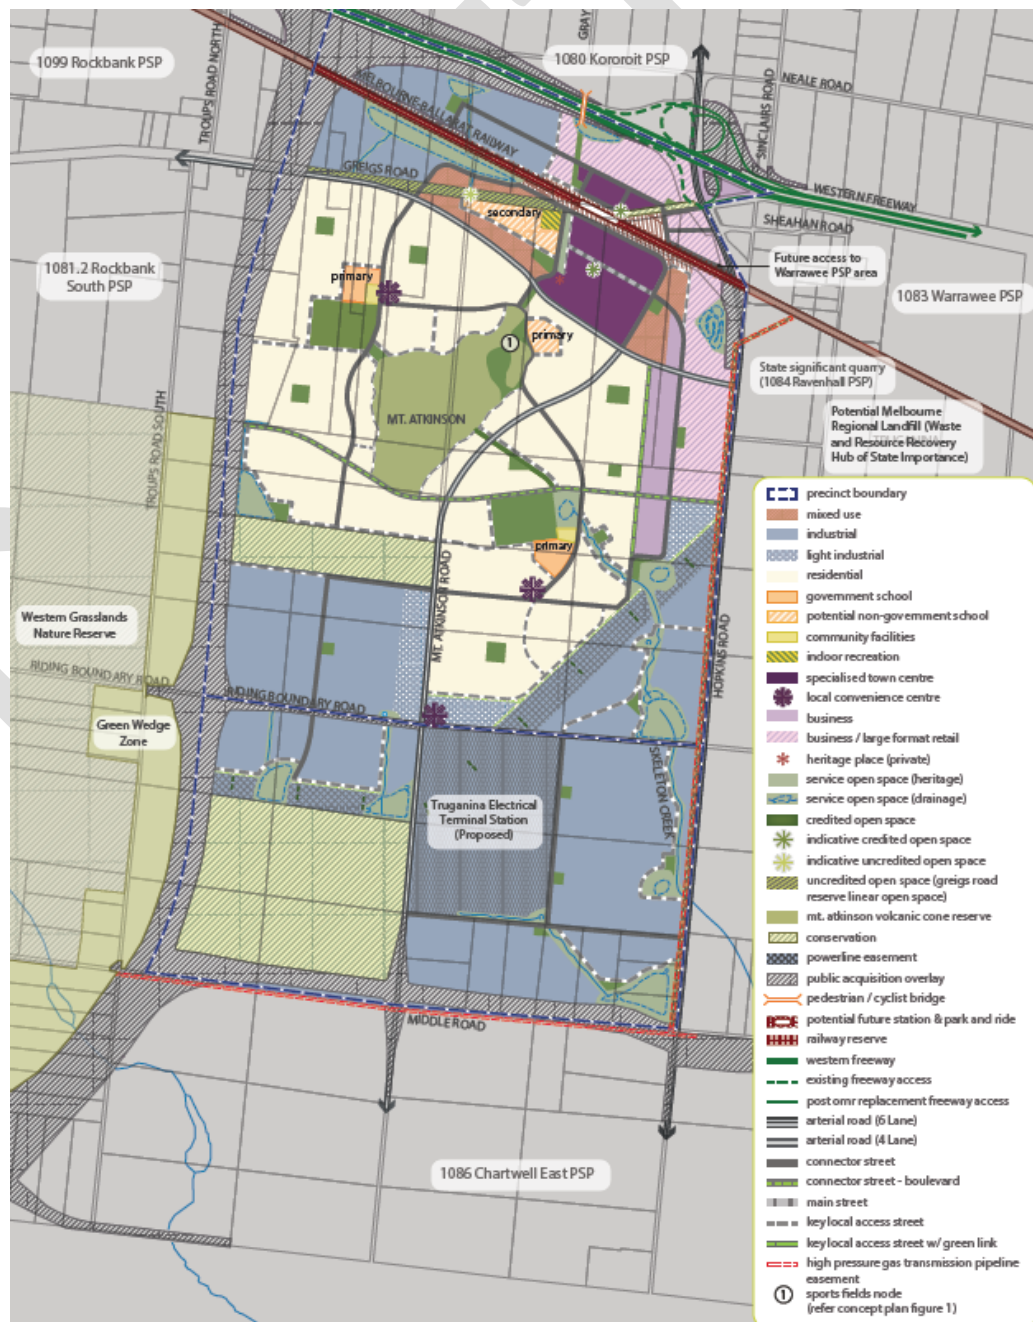 1099 Rockbank PSP
TROUPS ROAD NORTH
GRAY
1080 Kororoit PSP
NEALE ROAD
SINCLAIRS ROAD
MELBOURNE-BALLARAT RAILWAY
GREIGS ROAD
WESTERN FREEWAY
SHEAHAN ROAD
secondary
Future access to
Warrawee PSP area
1081.2 Rockbank
South PSP
primary
1083 Warrawee PSP
primary
1
State significant quarry
(1084 Ravenhall PSP)
MT. ATKINSON
Potential Melbourne
Regional Landfill (Waste
and Resource Recovery
Hub of State Importance)
TROUPS ROAD SOUTH
primary
MT. ATKINSON ROAD
Western Grasslands
Nature Reserve
HOPKINS ROAD
RIDING BOUNDARY ROAD
RIDING BOUNDARY ROAD
Green Wedge
Zone
SKELETON CREEK
Truganina Electrical
Terminal Station
(Proposed)
MIDDLE ROAD
1086 Chartwell East PSP
precinct boundary
mixed use
industrial
light industrial
residential
government school
potential non-government school
community facilities
indoor recreation
specialised town centre
local convenience centre
business
business / large format retail
heritage place (private)
service open space (heritage)
service open space (drainage)
credited open space
indicative credited open space
indicative uncredited open space
uncredited open space (greigs road
reserve linear open space)
mt. atkinson volcanic cone reserve
conservation
powerline easement
public acquisition overlay
pedestrian / cyclist bridge
potential future station & park and ride
railway reserve
western freeway
existing freeway access
post omr replacement freeway access
arterial road (6 Lane)
arterial road (4 Lane)
connector street
connector street - boulevard
main street
key local access street
key local access street w/ green link
high pressure gas transmission pipeline
easement
1
sports fields node
(refer concept plan figure 1)